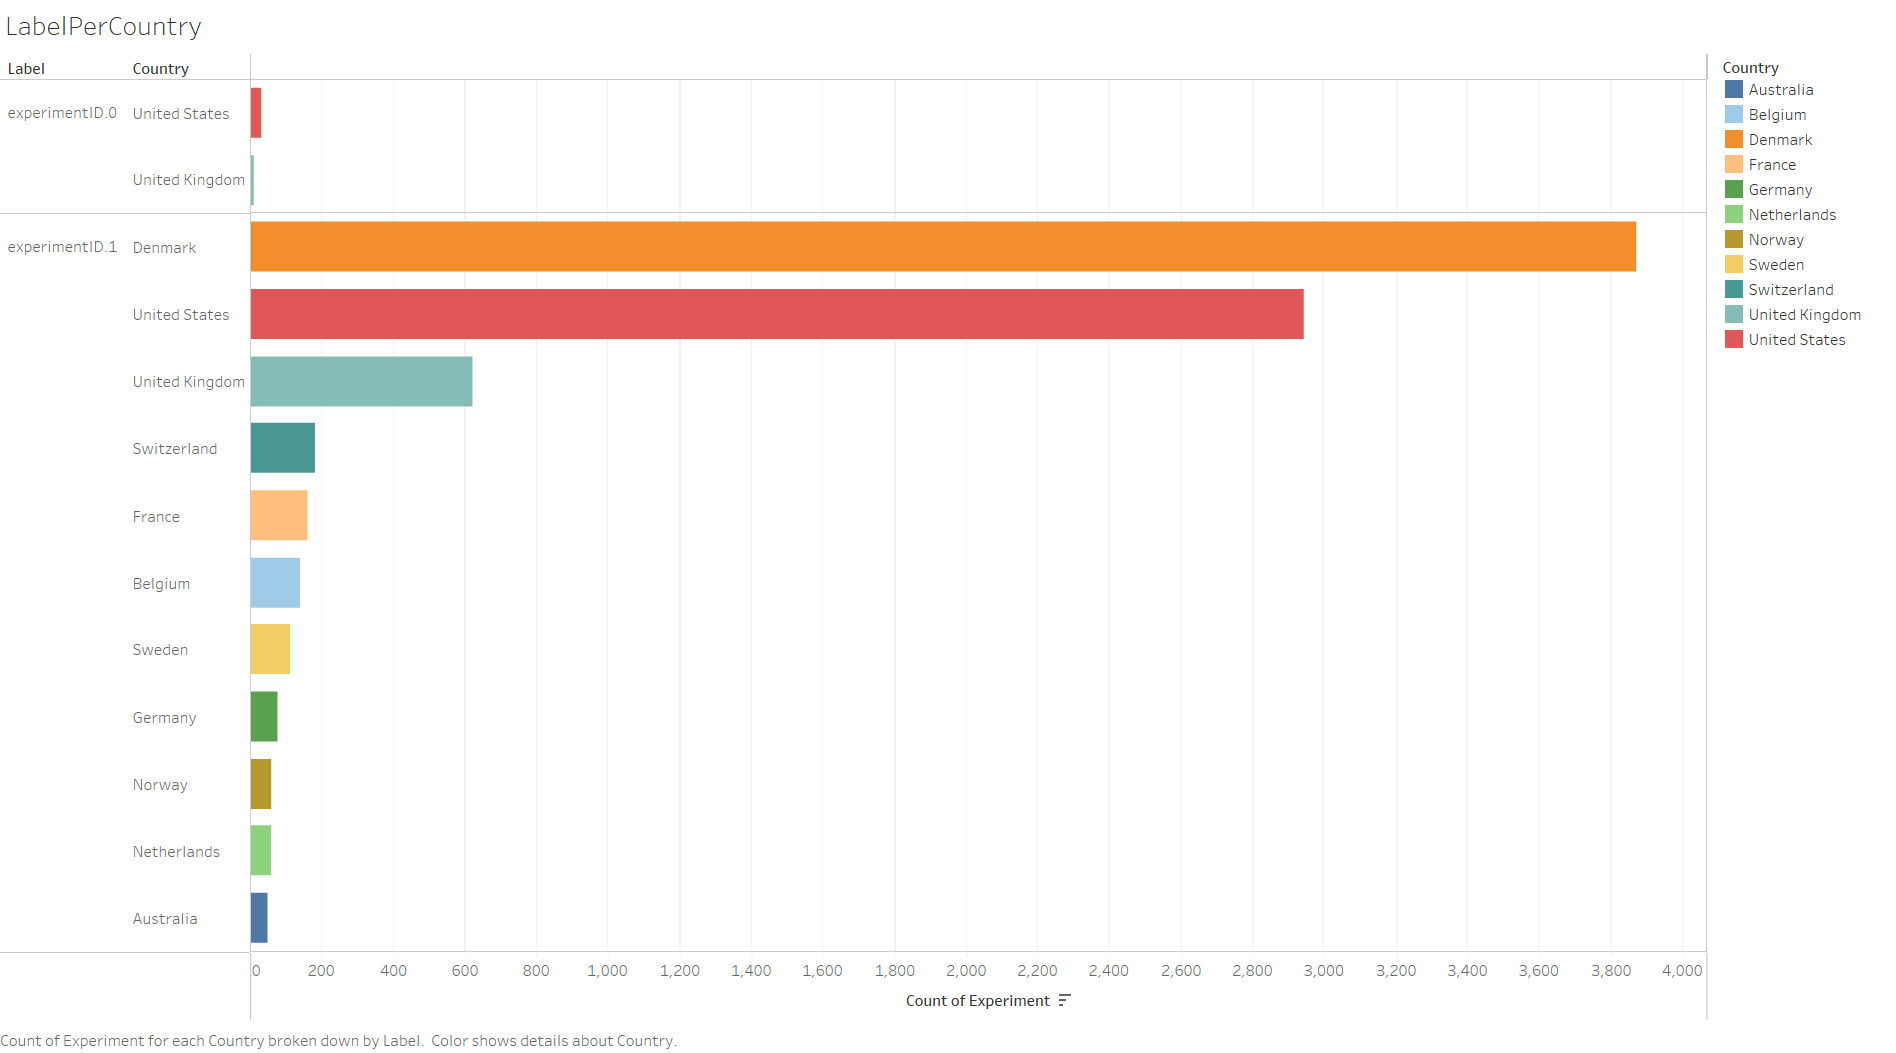 LabelPerCountry
Label Country
experimentID.0 United States
United Kingdom
experimentID.1 Denmark
United States
United Kingdom
Switzerland
France
Belgium
Sweden
Germany
Norway
Netherlands
Australia
0 200 400 600 800 1,000 1,200 1,400 1,600 1,800 2,000 2,200 2,400 2,600 2,800 3,000 3,200 3,400 3,600 3,800 4,000
Count of Experiment
Count of Experiment for each Country broken down by Label. Color shows details about Country.
Country
Australia
Belgium
Denmark
France
Germany
Netherlands
Norway
Sweden
Switzerland
United Kingdom
United States